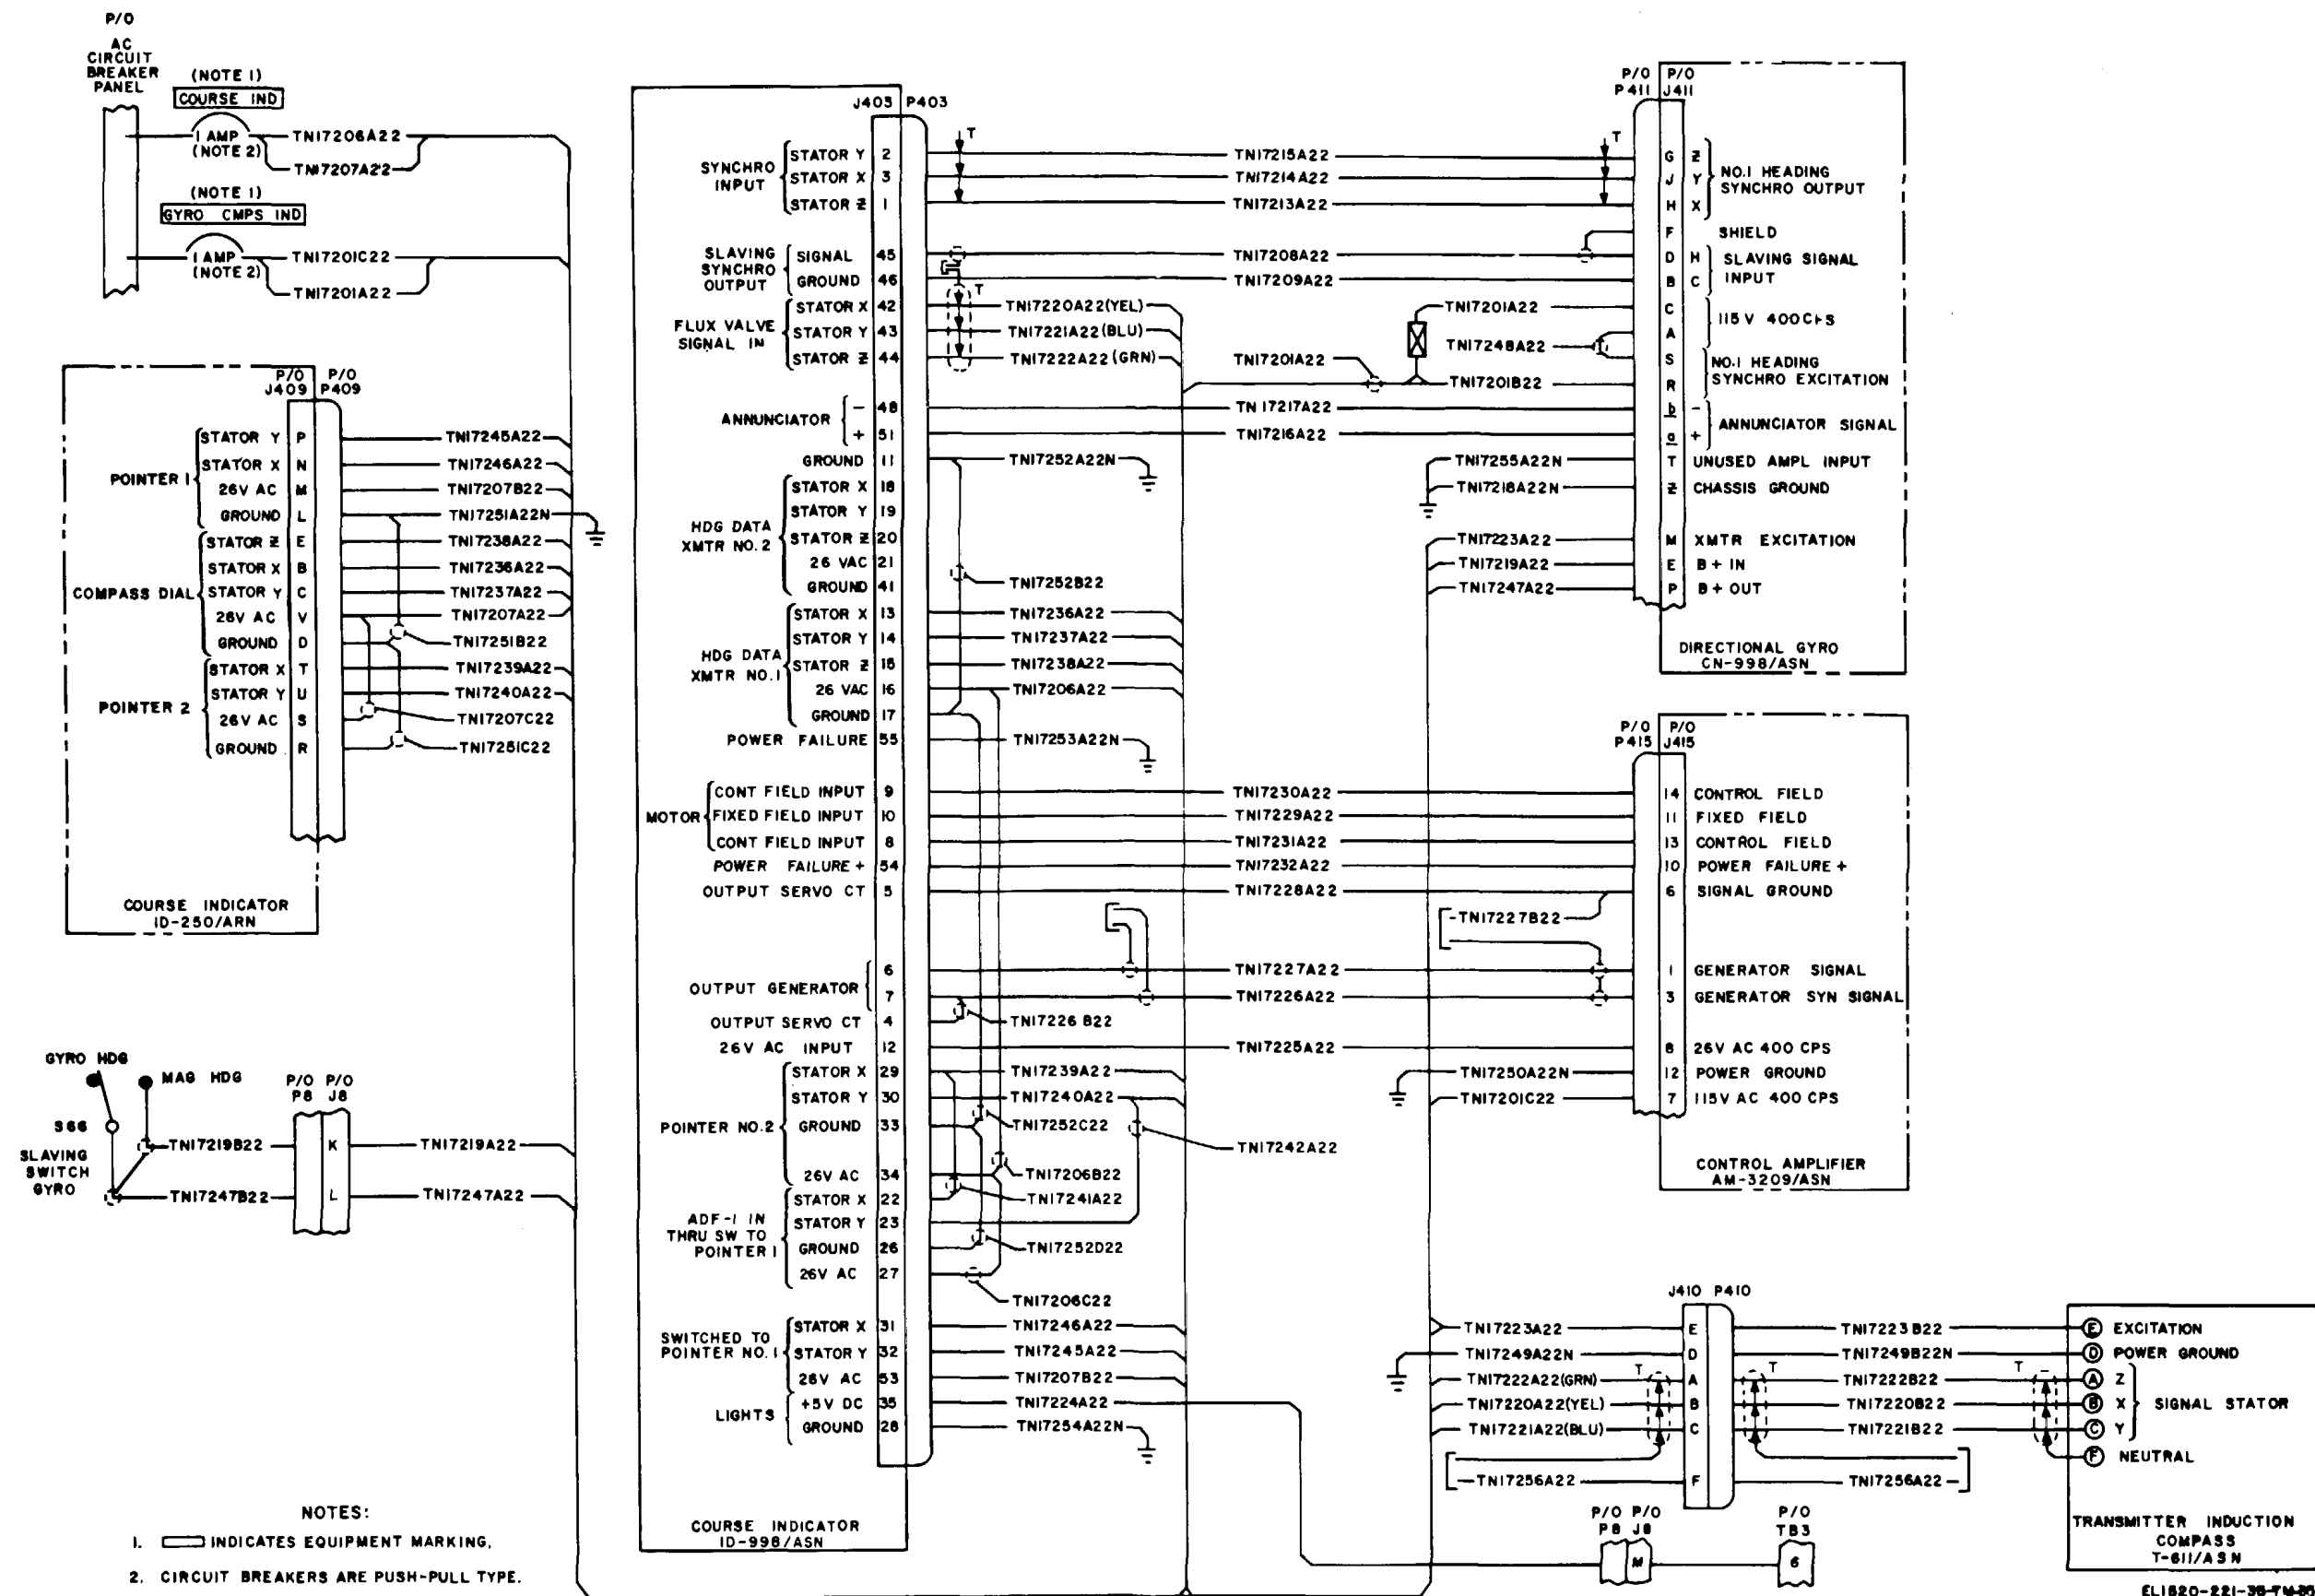 P/O
AC
CIRCUIT
BREAKER
PANEL
(NOTE 1)
COURSE IND
1 AMP
(NOTE 2)
TN17206A22
TN17207A22
(NOTE 1)
GYRO CMPS IND
1 AMP
(NOTE 2)
TN17201C22
TN17201A22
P/O P/O
J409 P409
POINTER 1
STATOR Y P TN17245A22
STATOR X N TN17246A22
26V AC M TN17207B22
GROUND L TN17251A22N
COMPASS DIAL
STATOR Z E TN17238A22
STATOR X B TN17236A22
STATOR Y C TN17237A22
26V AC V TN17207A22
GROUND D TN17251B22
POINTER 2
STATOR X T TN17239A22
STATOR Y U TN17240A22
26V AC S TN17207C22
GROUND R TN17251C22
COURSE INDICATOR
ID-250/ARN
GYRO HDG
MAG HDG
S66
SLAVING
SWITCH
GYRO
P/O P/O
P8 J8
TN17219B22 K TN17219A22
TN17247B22 L TN17247A22
NOTES:
1. INDICATES EQUIPMENT MARKING.
2. CIRCUIT BREAKERS ARE PUSH-PULL TYPE.
J403 P403
SYNCHRO
INPUT
STATOR Y 2 T TN17215A22
STATOR X 3 TN17214A22
STATOR Z 1 TN17213A22
SLAVING
SYNCHRO
OUTPUT
SIGNAL 45 TN17208A22
GROUND 46 TN17209A22
FLUX VALVE
SIGNAL IN
T
STATOR X 42 TN17220A22(YEL)
STATOR Y 43 TN17221A22(BLU)
STATOR Z 44 TN17222A22(GRN)
ANNUNCIATOR
- 48 TN 17217A22
+ 51 TN17216A22
GROUND 11 TN17252A22N
HDG DATA
XMTR NO.2
STATOR X 18
STATOR Y 19
STATOR Z 20
26 VAC 21
GROUND 41 TN17252B22
HDG DATA
XMTR NO.1
STATOR X 13 TN17236A22
STATOR Y 14 TN17237A22
STATOR Z 15 TN17238A22
26 VAC 16 TN17206A22
GROUND 17
POWER FAILURE 55 TN17253A22N
MOTOR
CONT FIELD INPUT 9 TN17230A22
FIXED FIELD INPUT 10 TN17229A22
CONT FIELD INPUT 8 TN17231A22
POWER FAILURE + 54 TN17232A22
OUTPUT SERVO CT 5 TN17228A22
OUTPUT GENERATOR
6 TN17227A22
7 TN17226A22
OUTPUT SERVO CT 4 TN17226 B22
26V AC INPUT 12 TN17225A22
POINTER NO.2
STATOR X 29 TN17239A22
STATOR Y 30 TN17240A22
GROUND 33 TN17252C22
TN17242A22
26V AC 34 TN17206B22
ADF-1 IN
THRU SW TO
POINTER 1
STATOR X 22 TN17241A22
STATOR Y 23
GROUND 26 TN17252D22
26V AC 27
TN17206C22
SWITCHED TO
POINTER NO.1
STATOR X 31 TN17246A22
STATOR Y 32 TN17245A22
26V AC 53 TN17207B22
LIGHTS
+5V DC 35 TN17224A22
GROUND 28 TN17254A22N
COURSE INDICATOR
ID-998/ASN
P/O P/O
P411 J411
T
G Z
J Y
H X
NO.1 HEADING
SYNCHRO OUTPUT
F SHIELD
D H
B C
SLAVING SIGNAL
INPUT
TN17201A22 C
TN17248A22 A
115V 400CPS
S
TN17201A22 TN17201B22 R
NO.1 HEADING
SYNCHRO EXCITATION
b -
a +
ANNUNCIATOR SIGNAL
TN17255A22N T UNUSED AMPL INPUT
TN17218A22N Z CHASSIS GROUND
TN17223A22 M XMTR EXCITATION
TN17219A22 E B+ IN
TN17247A22 P B+ OUT
DIRECTIONAL GYRO
CN-998/ASN
P/O P/O
P415 J415
14 CONTROL FIELD
11 FIXED FIELD
13 CONTROL FIELD
10 POWER FAILURE +
6 SIGNAL GROUND
TN17227B22
1 GENERATOR SIGNAL
3 GENERATOR SYN SIGNAL
8 26V AC 400 CPS
TN17250A22N 12 POWER GROUND
TN17201C22 7 115V AC 400 CPS
CONTROL AMPLIFIER
AM-3209/ASN
J410 P410
TN17223A22 E TN17223B22 E EXCITATION
TN17249A22N D TN17249B22N D POWER GROUND
T T T
TN17222A22(GRN) A TN17222B22 A Z
TN17220A22(YEL) B TN17220B22 B X
TN17221A22(BLU) C TN17221B22 C Y
SIGNAL STATOR
F NEUTRAL
TN17256A22 F TN17256A22
P/O P/O
P8 J8
M
P/O
TB3
6
TRANSMITTER INDUCTION
COMPASS
T-611/ASN